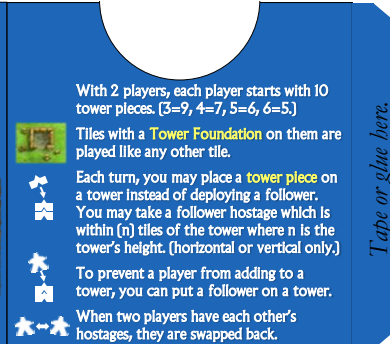 With 2 players, each player starts with 10
tower pieces. (3=9, 4=7, 5=6, 6=5.)
Tiles with a Tower Foundation on them are
played like any other tile.
Each turn, you may place a tower piece on
a tower instead of deploying a follower.
You may take a follower hostage which is
within (n) tiles of the tower where n is the
tower's height. (horizontal or vertical only.)
To prevent a player from adding to a
tower, you can put a follower on a tower.
When two players have each other's
hostages, they are swapped back.
Tape or glue here.